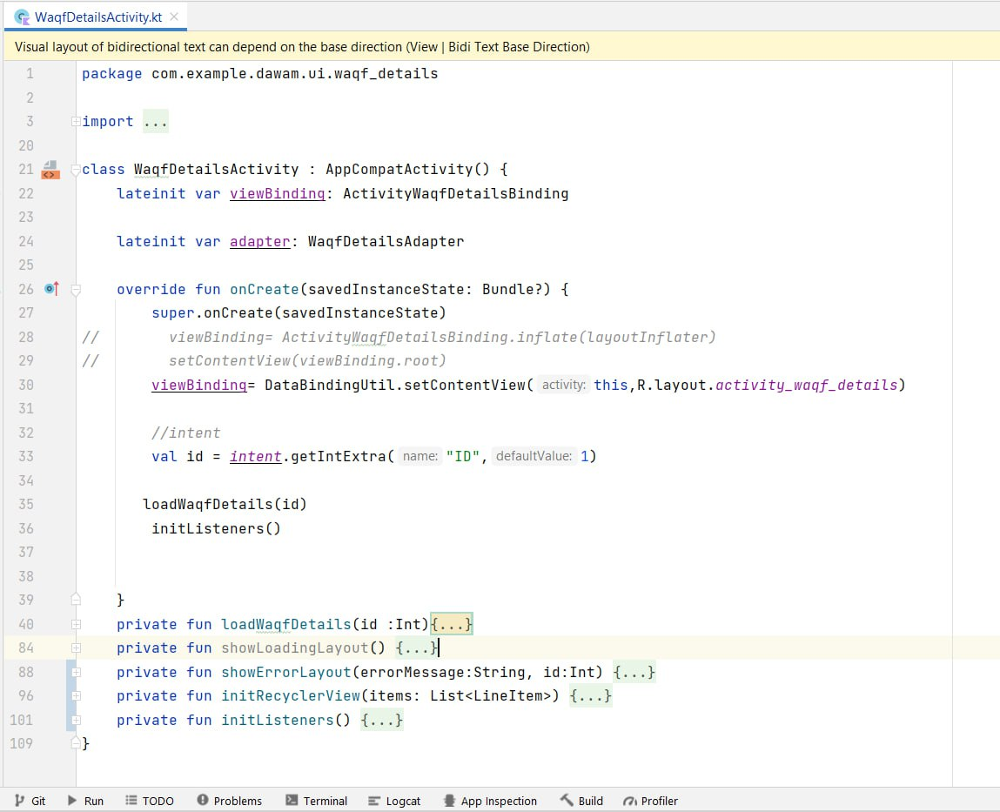 WaqfDetailsActivity.kt
Visual layout of bidirectional text can depend on the base direction (View | Bidi Text Base Direction)
1 package com.example.dawam.ui.waqf_details
2
3 import ...
20
21 class WaqfDetailsActivity : AppCompatActivity() {
22 lateinit var viewBinding: ActivityWaqfDetailsBinding
23
24 lateinit var adapter: WaqfDetailsAdapter
25
26 override fun onCreate(savedInstanceState: Bundle?) {
27 super.onCreate(savedInstanceState)
28 // viewBinding= ActivityWaqfDetailsBinding.inflate(layoutInflater)
29 // setContentView(viewBinding.root)
30 viewBinding= DataBindingUtil.setContentView( activity: this,R.layout.activity_waqf_details)
31
32 //intent
33 val id = intent.getIntExtra( name: "ID", defaultValue: 1)
34
35 loadWaqfDetails(id)
36 initListeners()
37
38
39 }
40 private fun loadWaqfDetails(id :Int){...}
84 private fun showLoadingLayout() {...}
88 private fun showErrorLayout(errorMessage:String, id:Int) {...}
96 private fun initRecyclerView(items: List<LineItem>) {...}
101 private fun initListeners() {...}
109 }
Git Run TODO Problems Terminal Logcat App Inspection Build Profiler